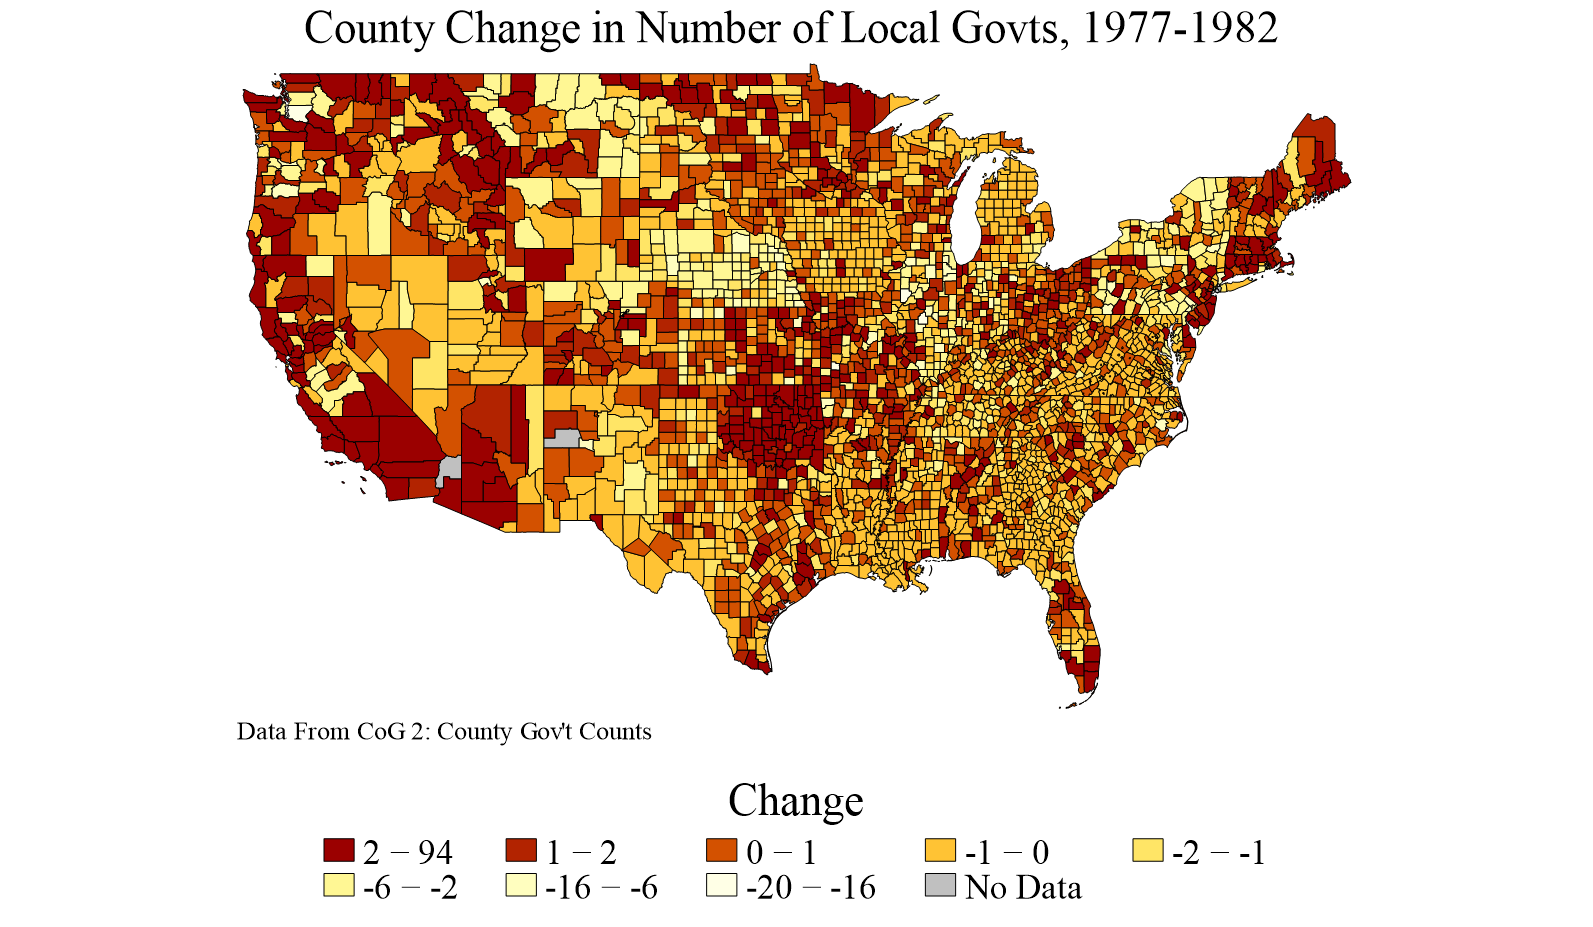 County Change in Number of Local Govts, 1977-1982
Data From CoG 2: County Gov't Counts
Change
2 − 94 1 − 2 0 − 1 -1 − 0 -2 − -1
-6 − -2 -16 − -6 -20 − -16 No Data